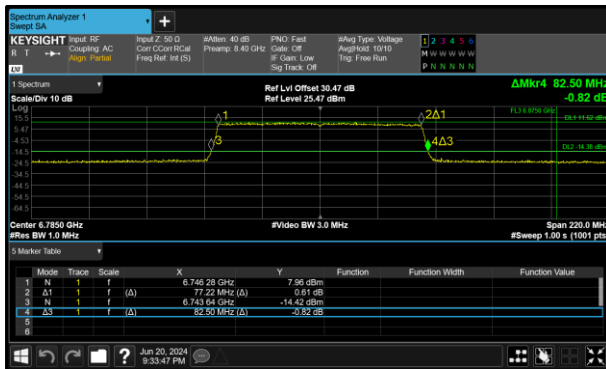 Spectrum Analyzer 1
Swept SA
KEYSIGHT
R T
LXI
Input: RF
Coupling: AC
Align: Partial
Input Z: 50 Ω
Corr CCorr RCal
Freq Ref: Int (S)
#Atten: 40 dB
Preamp: 8.40 GHz
PNO: Fast
Gate: Off
IF Gain: Low
Sig Track: Off
#Avg Type: Voltage
Avg|Hold: 10/10
Trig: Free Run
1 2 3 4 5 6
M W W W W W
P N N N N N
1 Spectrum
Scale/Div 10 dB
Log
Ref Lvl Offset 30.47 dB
Ref Level 25.47 dBm
ΔMkr4 82.50 MHz
-0.82 dB
FL3 6.8750 GHz
DL1 11.62 dBm
DL2 -14.38 dBm
15.5
5.47
-4.53
-14.5
-24.5
-34.5
-44.5
-54.5
-64.5
1
2Δ1
3
4Δ3
Center 6.7850 GHz
#Res BW 1.0 MHz
#Video BW 3.0 MHz
Span 220.0 MHz
#Sweep 1.00 s (1001 pts
5 Marker Table
Mode Trace Scale X Y Function Function Width Function Value
1 N 1 f 6.746 28 GHz 7.96 dBm
2 Δ1 1 f (Δ) 77.22 MHz (Δ) 0.61 dB
3 N 1 f 6.743 64 GHz -14.42 dBm
4 Δ3 1 f (Δ) 82.50 MHz (Δ) -0.82 dB
5
6
?
Jun 20, 2024
9:33:47 PM